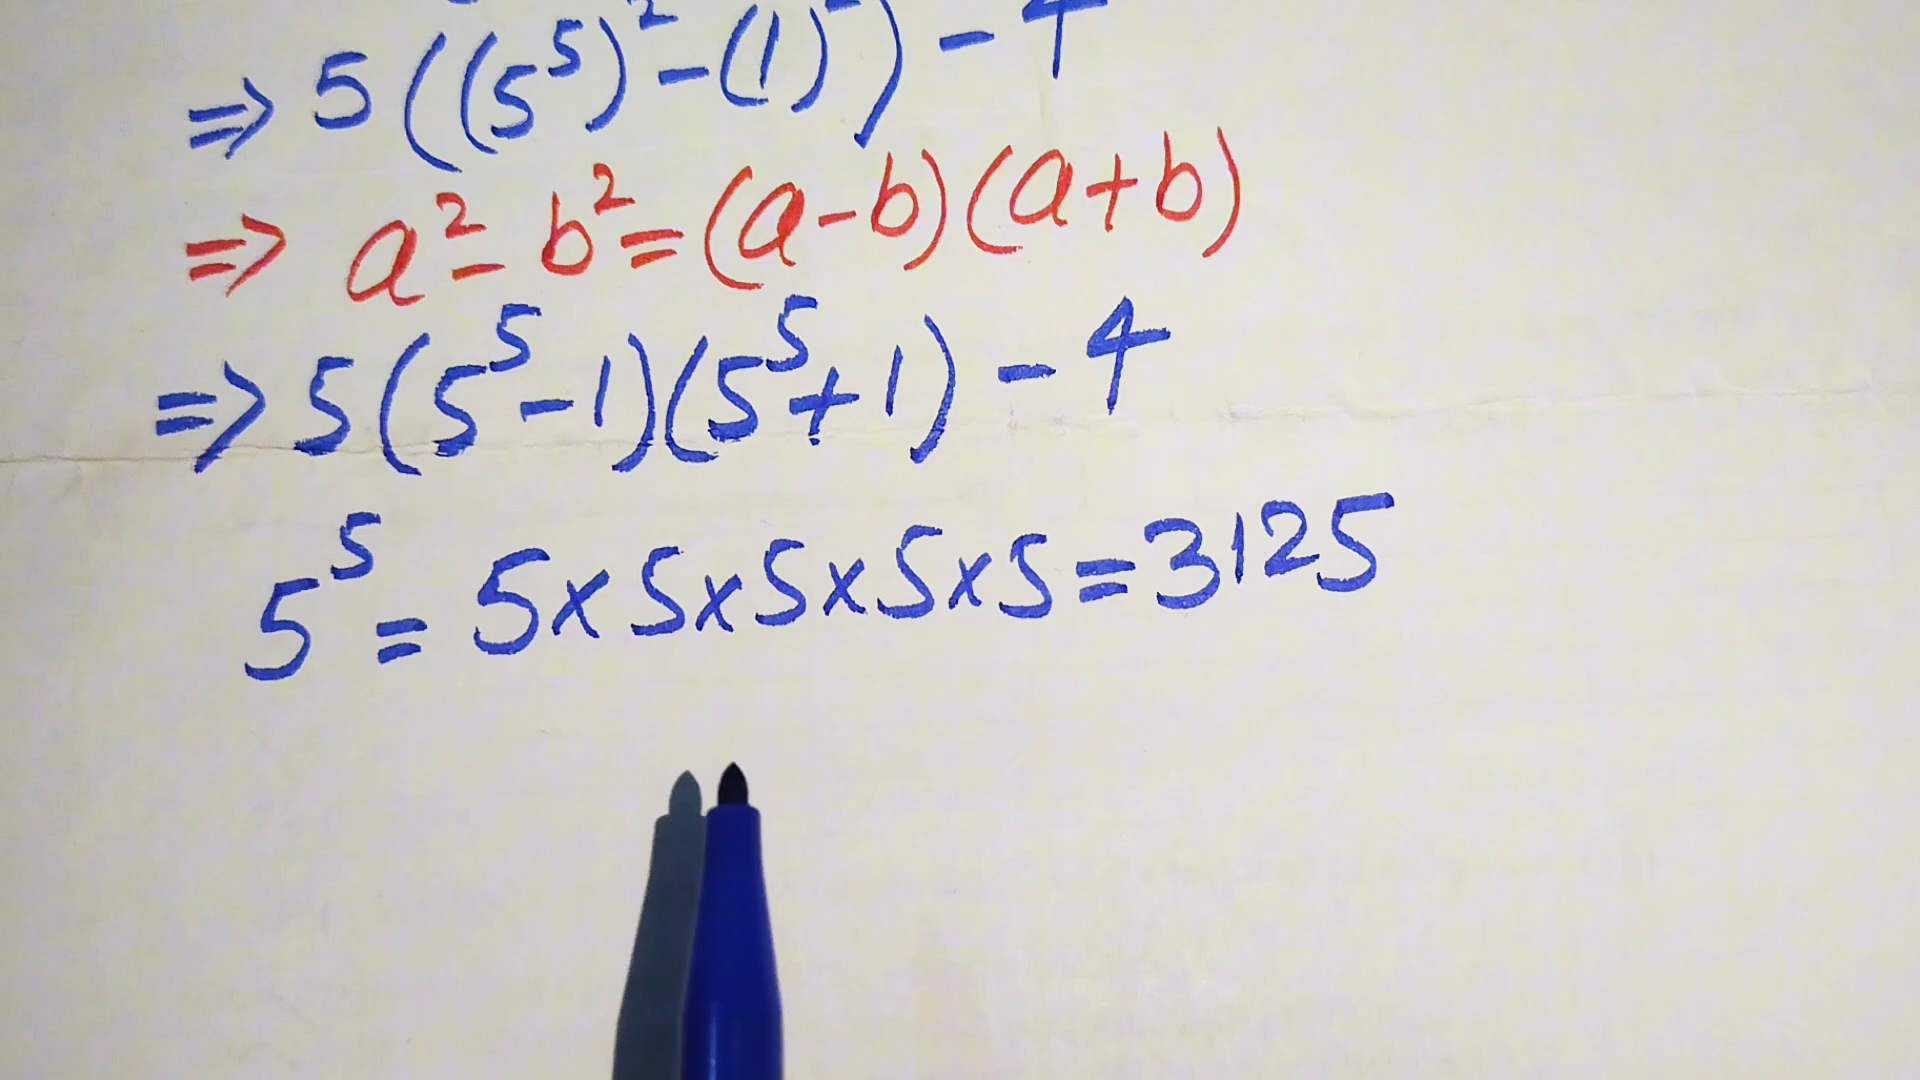 ⇒ 5((5⁵)² - (1)²) - 4
⇒ a² - b² = (a-b)(a+b)
⇒ 5(5⁵-1)(5⁵+1) - 4
5⁵ = 5×5×5×5×5 = 3125